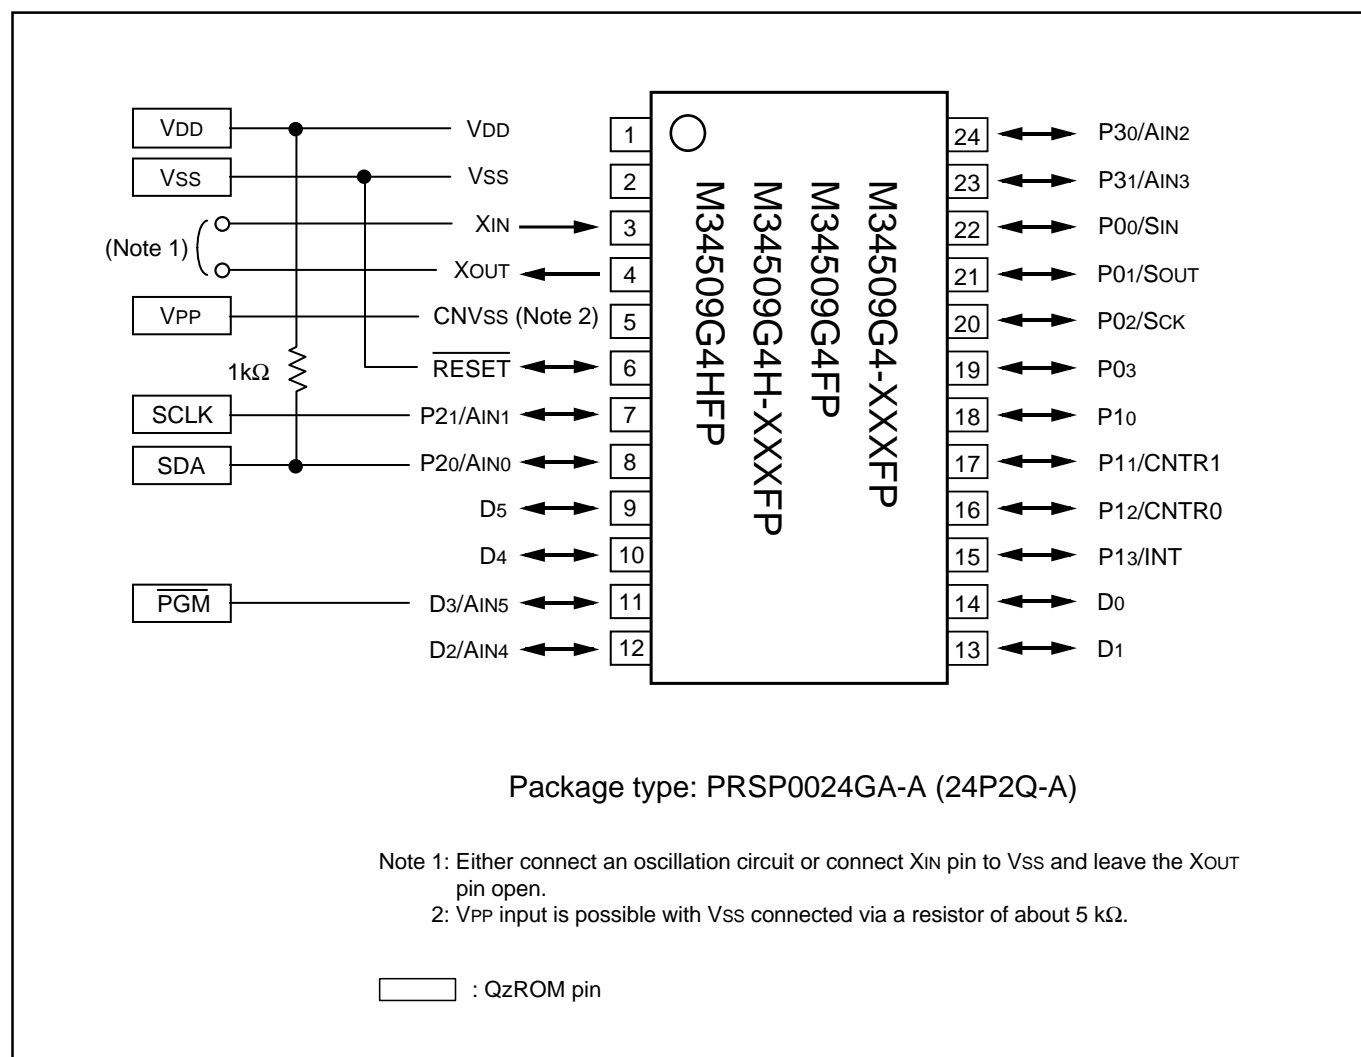 VDD VDD 1 24 P30/AIN2
VSS VSS 2 23 P31/AIN3
XIN 3 22 P00/SIN
(Note 1)
XOUT 4 21 P01/SOUT
VPP CNVSS (Note 2) 5 20 P02/SCK
1kΩ RESET 6 19 P03
SCLK P21/AIN1 7 18 P10
SDA P20/AIN0 8 17 P11/CNTR1
D5 9 16 P12/CNTR0
D4 10 15 P13/INT
PGM D3/AIN5 11 14 D0
D2/AIN4 12 13 D1
M34509G4-XXXFP
M34509G4FP
M34509G4H-XXXFP
M34509G4HFP
Package type: PRSP0024GA-A (24P2Q-A)
Note 1: Either connect an oscillation circuit or connect XIN pin to VSS and leave the XOUT
pin open.
2: VPP input is possible with VSS connected via a resistor of about 5 kΩ.
: QzROM pin